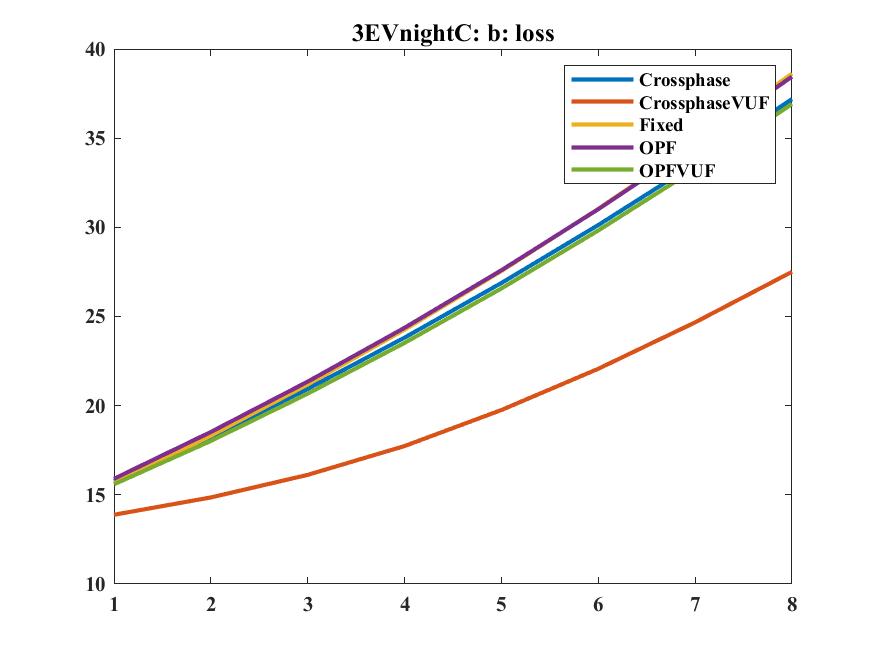 3EVnightC: b: loss
40
35
30
25
20
15
10
Crossphase
CrossphaseVUF
Fixed
OPF
OPFVUF
1 2 3 4 5 6 7 8